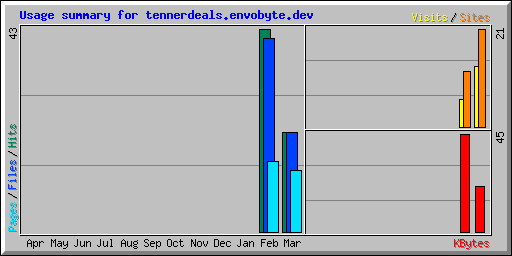 Usage summary for tennerdeals.envobyte.dev
Visits / Sites
43
21
Pages / Files / Hits
45
Apr May Jun Jul Aug Sep Oct Nov Dec Jan Feb Mar
KBytes